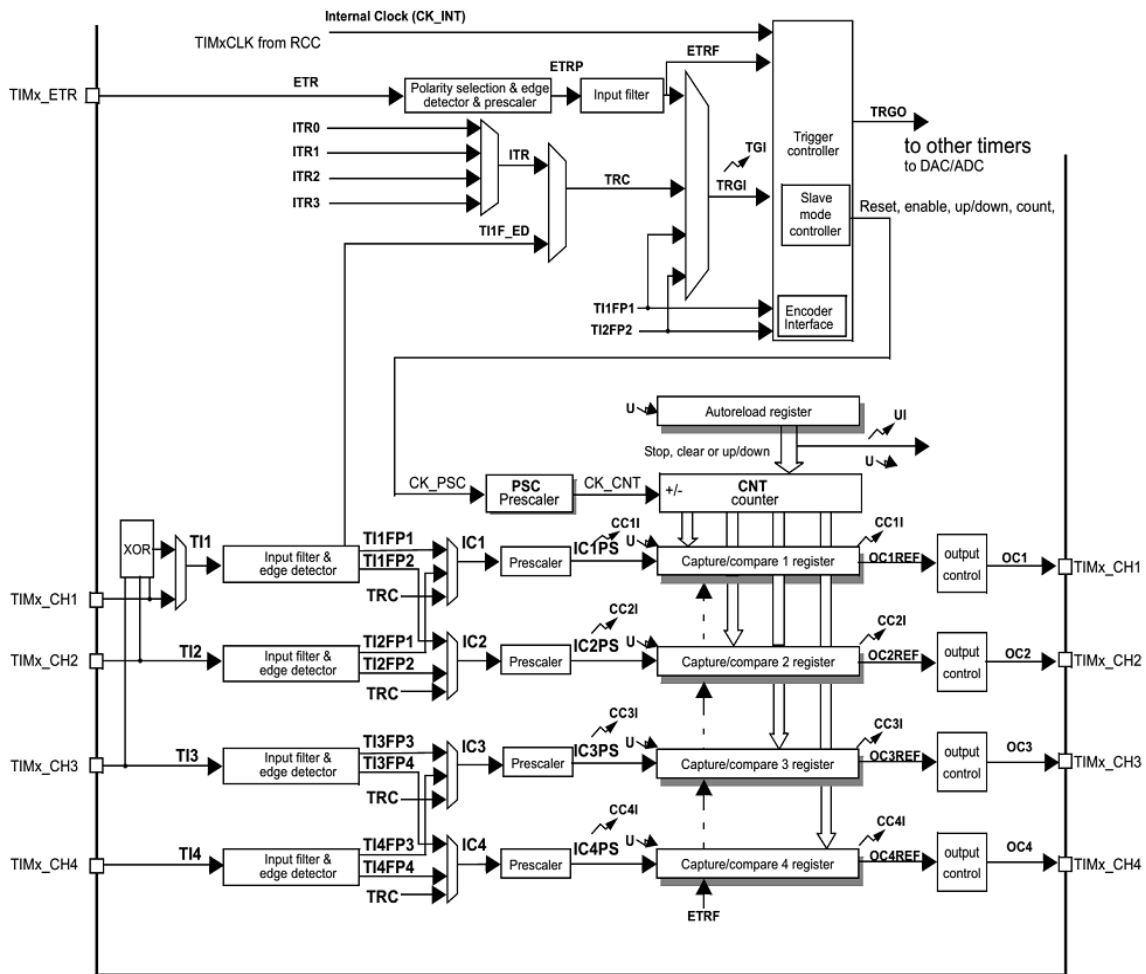 Internal Clock (CK_INT)
TIMxCLK from RCC
ETRF
ETR
ETRP
TIMx_ETR
Polarity selection & edge
detector & prescaler
Input filter
TRGO
to other timers
to DAC/ADC
Trigger
controller
ITR0
ITR1
ITR2
ITR3
ITR
TRC
TGI
TRGI
Slave
mode
controller
Reset, enable, up/down, count,
TI1F_ED
TI1FP1
TI2FP2
Encoder
Interface
U
Autoreload register
UI
U
Stop, clear or up/down
CK_PSC
PSC
Prescaler
CK_CNT
+/-
CNT
counter
XOR
TI1
Input filter &
edge detector
TI1FP1
TI1FP2
TRC
IC1
Prescaler
IC1PS
CC1I
U
Capture/compare 1 register
CC1I
OC1REF
output
control
OC1
TIMx_CH1
TIMx_CH1
TIMx_CH2
TI2
Input filter &
edge detector
TI2FP1
TI2FP2
TRC
IC2
Prescaler
IC2PS
CC2I
U
Capture/compare 2 register
CC2I
OC2REF
output
control
OC2
TIMx_CH2
TIMx_CH3
TI3
Input filter &
edge detector
TI3FP3
TI3FP4
TRC
IC3
Prescaler
IC3PS
CC3I
U
Capture/compare 3 register
CC3I
OC3REF
output
control
OC3
TIMx_CH3
TIMx_CH4
TI4
Input filter &
edge detector
TI4FP3
TI4FP4
TRC
IC4
Prescaler
IC4PS
CC4I
U
Capture/compare 4 register
CC4I
OC4REF
output
control
OC4
TIMx_CH4
ETRF